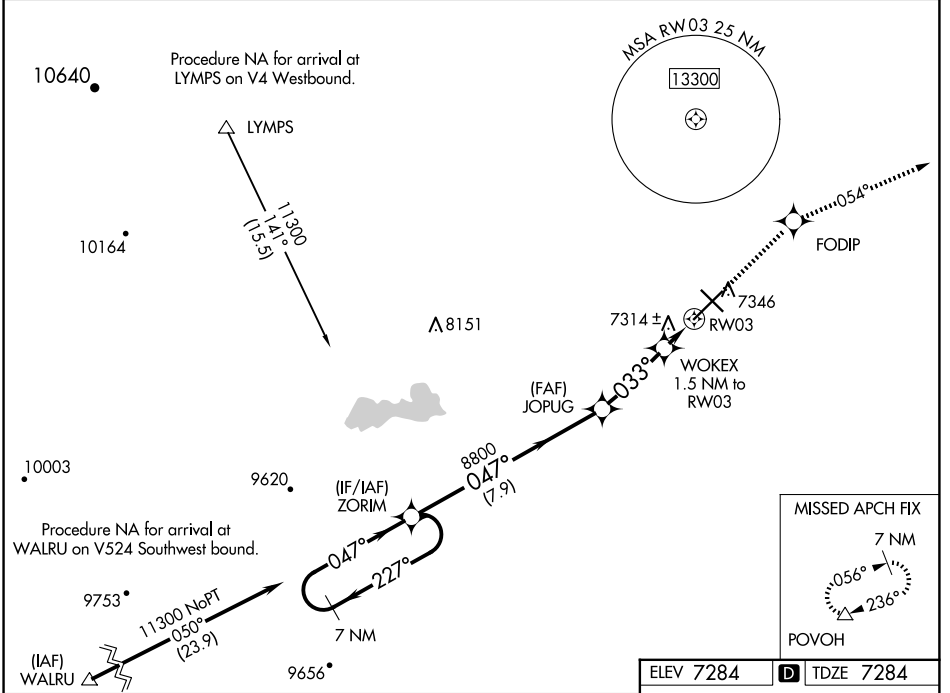 10640
Procedure NA for arrival at
LYMPS on V4 Westbound.
LYMPS
MSA RW03 25 NM
13300
11300
141°
(15.5)
10164
054°
FODIP
8151
7314 ±
7346
RW03
WOKEX
1.5 NM to
RW03
033°
(FAF)
JOPUG
8800
047°
(7.9)
10003
9620
(IF/IAF)
ZORIM
Procedure NA for arrival at
WALRU on V524 Southwest bound.
047°
227°
7 NM
9753
11300 NoPT
050°
(23.9)
(IAF)
WALRU
9656
MISSED APCH FIX
7 NM
056°
236°
POVOH
ELEV 7284
D
TDZE 7284